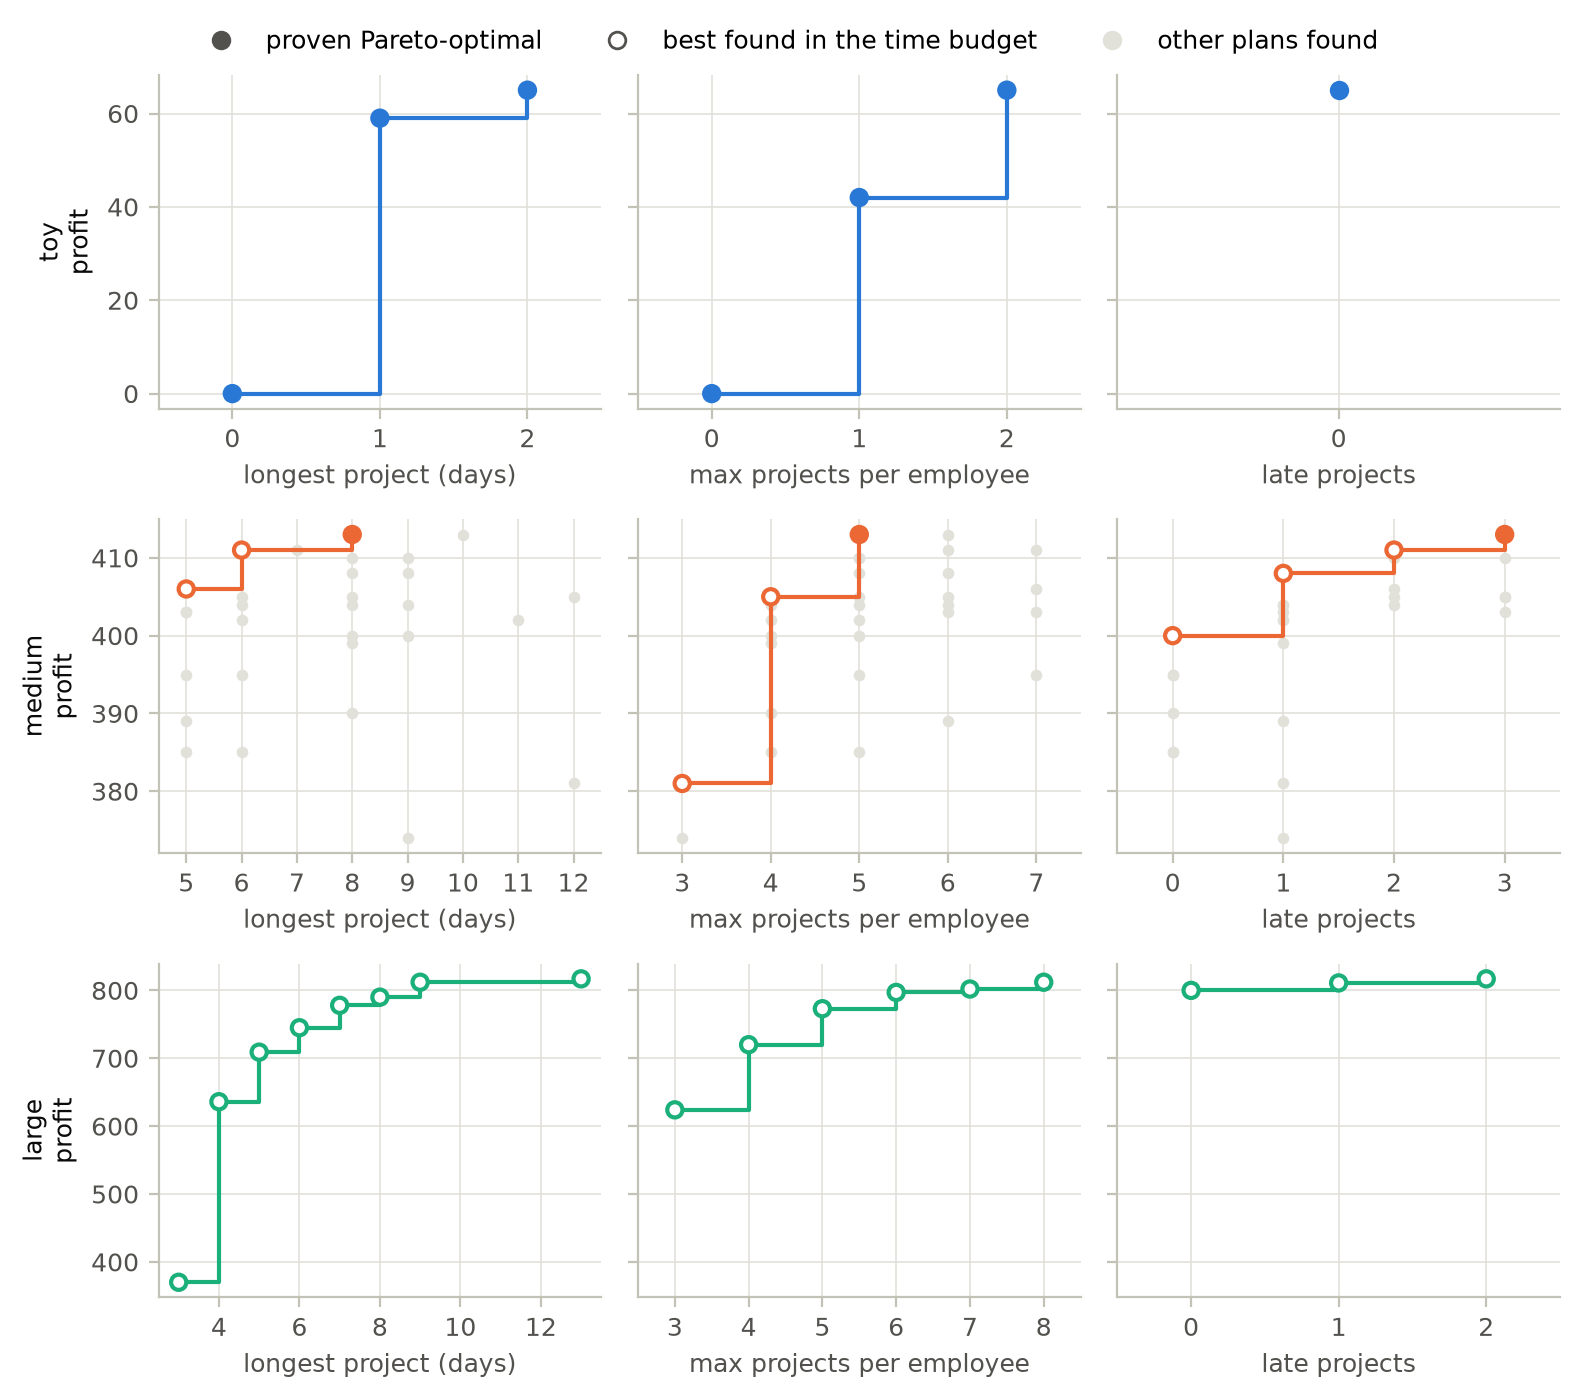 proven Pareto-optimal best found in the time budget other plans found
toy
profit
60
40
20
0
0 1 2
longest project (days)
0 1 2
max projects per employee
0
late projects
medium
profit
410
400
390
380
5 6 7 8 9 10 11 12
longest project (days)
3 4 5 6 7
max projects per employee
0 1 2 3
late projects
large
profit
800
700
600
500
400
4 6 8 10 12
longest project (days)
3 4 5 6 7 8
max projects per employee
0 1 2
late projects